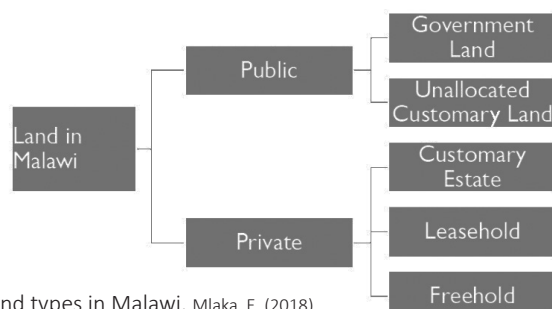 Government
Land
Public
Unallocated
Customary Land
Land in
Malawi
Customary
Estate
Private
Leasehold
Freehold
nd types in Malawi. Mlaka, E. (2018)